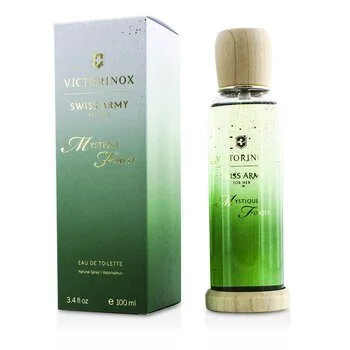 VICTORINOX
SWISS ARMY
FOR HER
Mystique
Forest
EAU DE TOILETTE
Natural Spray | Vaporisateur
3.4 fl oz 100 ml
VICTORINOX
SWISS ARM
FOR HER
Mystique
Forest